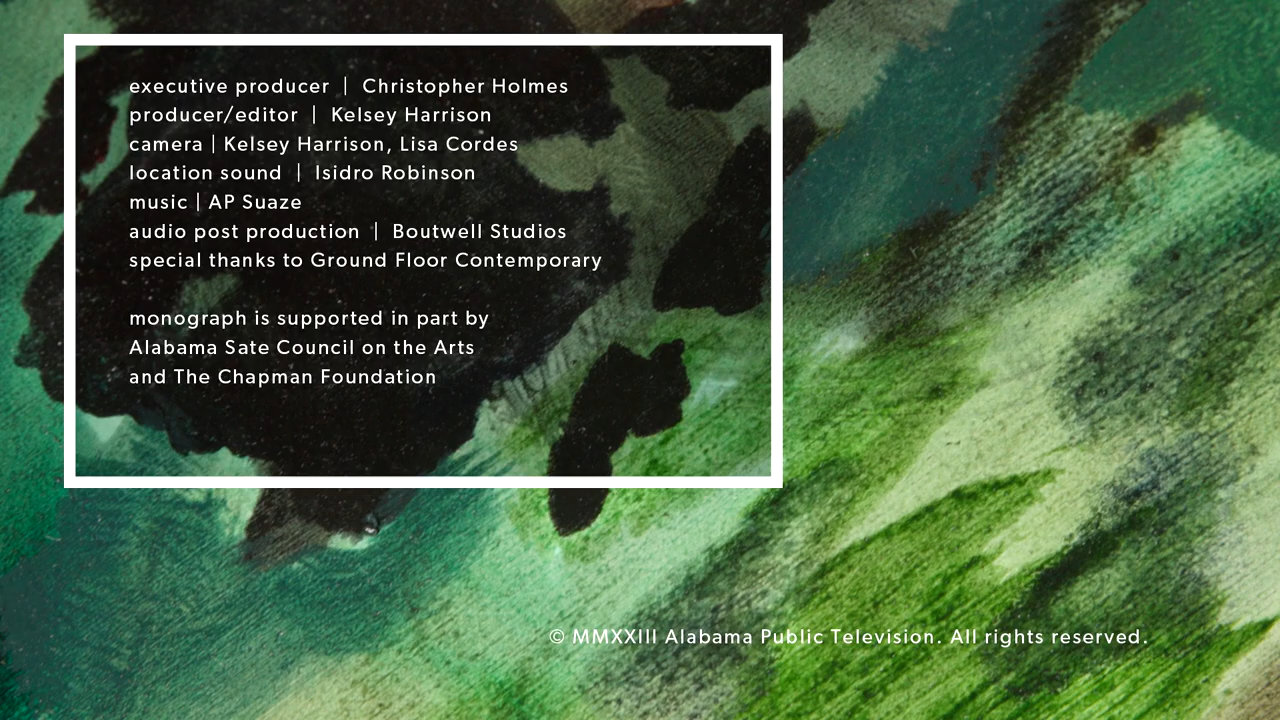 executive producer | Christopher Holmes
producer/editor | Kelsey Harrison
camera | Kelsey Harrison, Lisa Cordes
location sound | Isidro Robinson
music | AP Suaze
audio post production | Boutwell Studios
special thanks to Ground Floor Contemporary
monograph is supported in part by
Alabama Sate Council on the Arts
and The Chapman Foundation
© MMXXIII Alabama Public Television. All rights reserved.